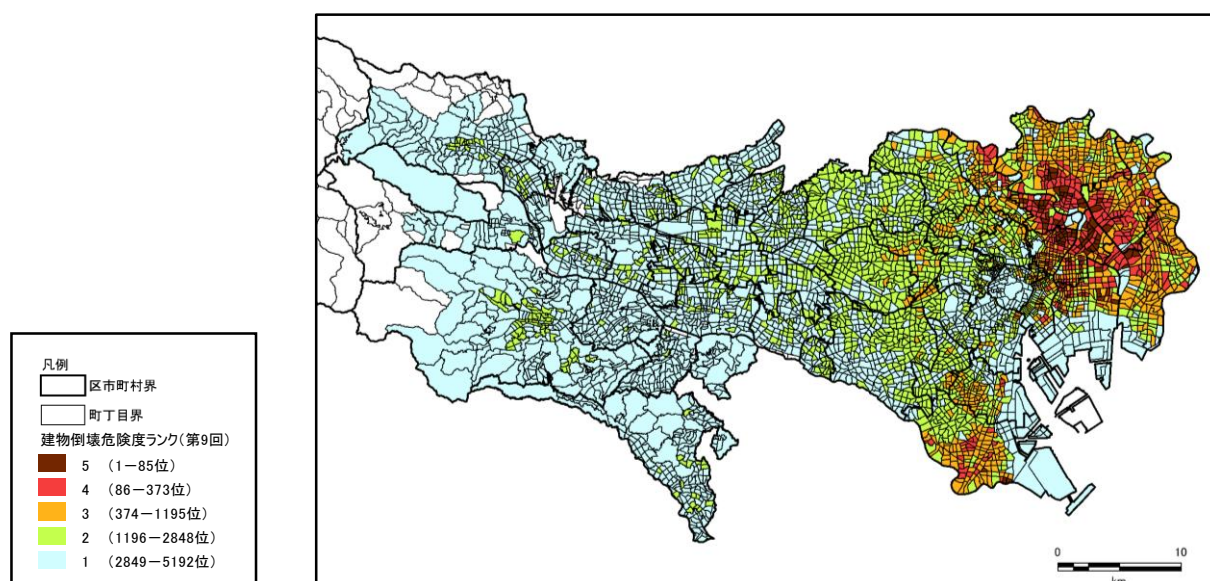 凡例
区市町村界
町丁目界
建物倒壊危険度ランク(第9回)
5 (1－85位)
4 (86－373位)
3 (374－1195位)
2 (1196－2848位)
1 (2849－5192位)
0 10
km